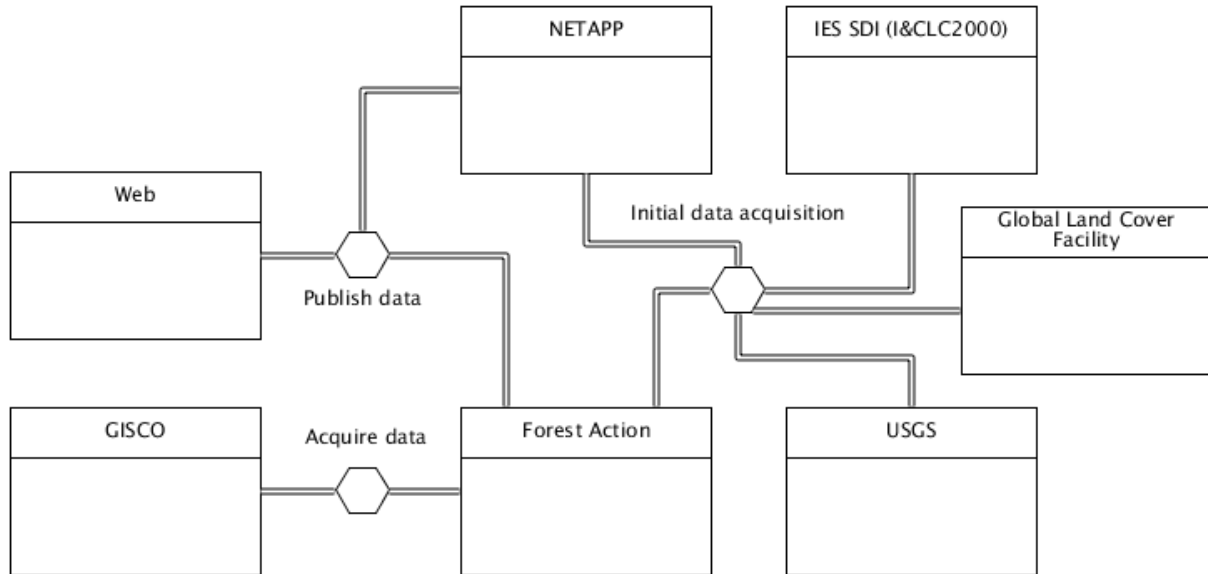 NETAPP
IES SDI (I&CLC2000)
Web
Initial data acquisition
Global Land Cover
Facility
Publish data
GISCO
Acquire data
Forest Action
USGS